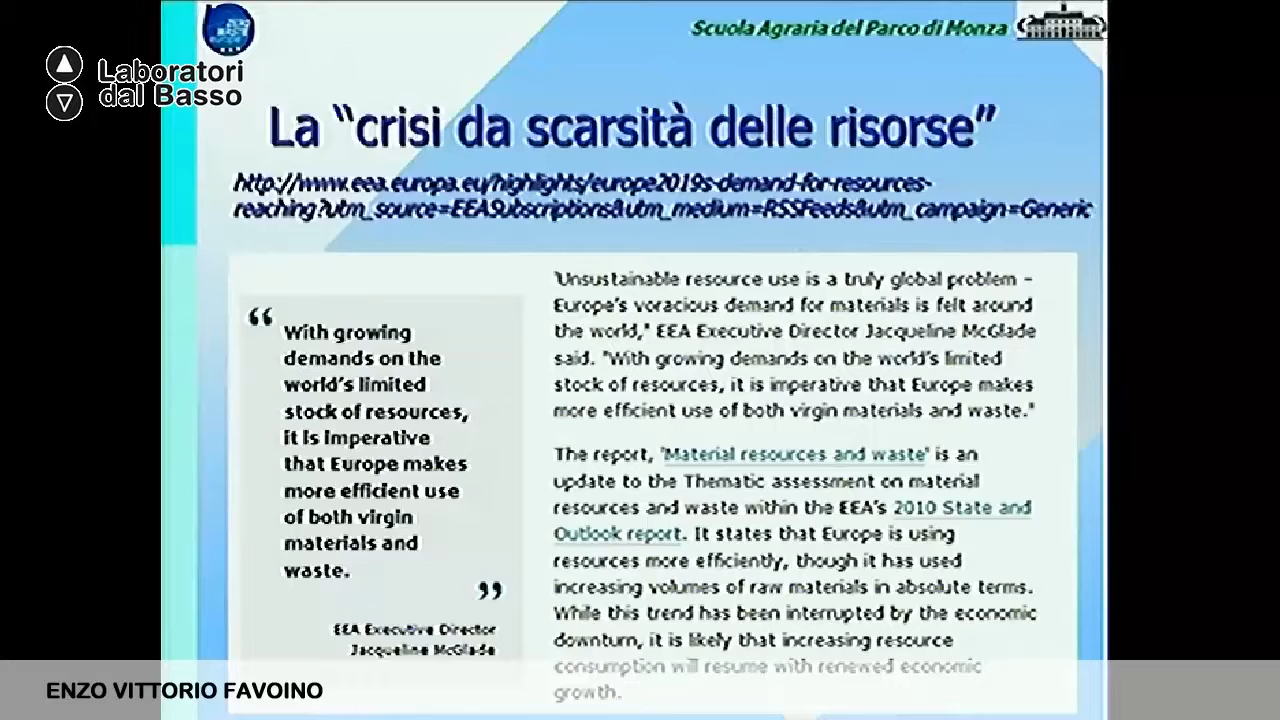 Scuola Agraria del Parco di Monza
Laboratori
dal Basso
La “crisi da scarsità delle risorse”
http://www.eea.europa.eu/highlights/europe2019s-demand-for-resources-
reaching?utm_source=EEASubscriptions&utm_medium=RSSFeeds&utm_campaign=Generic
“ With growing
demands on the
world’s limited
stock of resources,
it is imperative
that Europe makes
more efficient use
of both virgin
materials and
waste.
”
EEA Executive Director
Jacqueline McGlade
"Unsustainable resource use is a truly global problem –
Europe’s voracious demand for materials is felt around
the world," EEA Executive Director Jacqueline McGlade
said. "With growing demands on the world’s limited
stock of resources, it is imperative that Europe makes
more efficient use of both virgin materials and waste."
The report, 'Material resources and waste' is an
update to the Thematic assessment on material
resources and waste within the EEA’s 2010 State and
Outlook report. It states that Europe is using
resources more efficiently, though it has used
increasing volumes of raw materials in absolute terms.
While this trend has been interrupted by the economic
downturn, it is likely that increasing resource
consumption will resume with renewed economic
growth.
ENZO VITTORIO FAVOINO